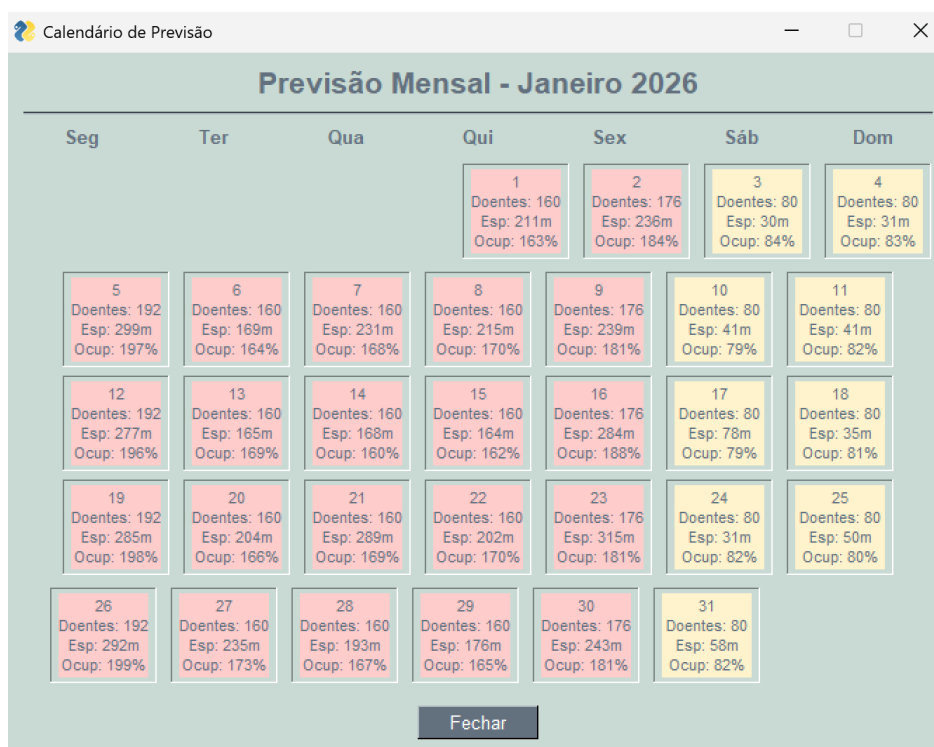 Calendário de Previsão
Previsão Mensal - Janeiro 2026
Seg Ter Qua Qui Sex Sáb Dom
1 2 3 4
Doentes: 160 Doentes: 176 Doentes: 80 Doentes: 80
Esp: 211m Esp: 236m Esp: 30m Esp: 31m
Ocup: 163% Ocup: 184% Ocup: 84% Ocup: 83%
5 6 7 8 9 10 11
Doentes: 192 Doentes: 160 Doentes: 160 Doentes: 160 Doentes: 176 Doentes: 80 Doentes: 80
Esp: 299m Esp: 169m Esp: 231m Esp: 215m Esp: 239m Esp: 41m Esp: 41m
Ocup: 197% Ocup: 164% Ocup: 168% Ocup: 170% Ocup: 181% Ocup: 79% Ocup: 82%
12 13 14 15 16 17 18
Doentes: 192 Doentes: 160 Doentes: 160 Doentes: 160 Doentes: 176 Doentes: 80 Doentes: 80
Esp: 277m Esp: 165m Esp: 168m Esp: 164m Esp: 284m Esp: 78m Esp: 35m
Ocup: 196% Ocup: 169% Ocup: 160% Ocup: 162% Ocup: 188% Ocup: 79% Ocup: 81%
19 20 21 22 23 24 25
Doentes: 192 Doentes: 160 Doentes: 160 Doentes: 160 Doentes: 176 Doentes: 80 Doentes: 80
Esp: 285m Esp: 204m Esp: 289m Esp: 202m Esp: 315m Esp: 31m Esp: 50m
Ocup: 198% Ocup: 166% Ocup: 169% Ocup: 170% Ocup: 181% Ocup: 82% Ocup: 80%
26 27 28 29 30 31
Doentes: 192 Doentes: 160 Doentes: 160 Doentes: 160 Doentes: 176 Doentes: 80
Esp: 292m Esp: 235m Esp: 193m Esp: 176m Esp: 243m Esp: 58m
Ocup: 199% Ocup: 173% Ocup: 167% Ocup: 165% Ocup: 181% Ocup: 82%
Fechar